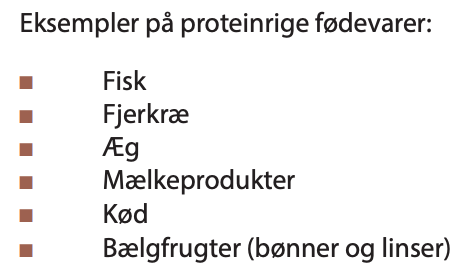 Eksempler på proteinrige fødevarer:
■ Fisk
■ Fjerkræ
■ Æg
■ Mælkeprodukter
■ Kød
■ Bælgfrugter (bønner og linser)